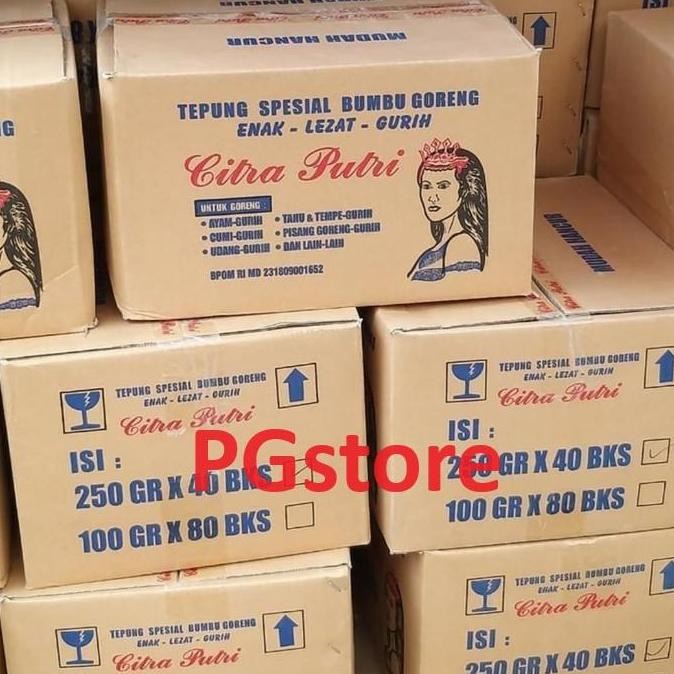 ISI
MUDAH HANCUR
TEPUNG SPESIAL BUMBU GORENG
ENAK - LEZAT - GURIH
Citra Putri
UNTUK GORENG :
• AYAM-GURIH
• CUMI-GURIH
• UDANG-GURIH
• TAHU & TEMPE-GURIH
• PISANG GORENG-GURIH
• DAN LAIN-LAIN
BPOM RI MD 231809001652
MUDAH HANCUR
TEPUNG SPESIAL BUMBU GORENG
ENAK - LEZAT - GURIH
Citra Putri
ISI :
250 GR X 40 BKS
100 GR X 80 BKS
TEPUNG SPESIAL BUMBU GORENG
ENAK - LEZAT - GURIH
Citra Putri
ISI :
250 GR X 40 BKS
100 GR X 80 BKS
PGstore
TEPUNG SPESIAL BUMBU GORENG
ENAK - LEZAT - GURIH
Citra Putri
TEPUNG SPESIAL BUMBU GORENG
ENAK - LEZAT - GURIH
Citra Putri
ISI :
250 GR X 40 BKS